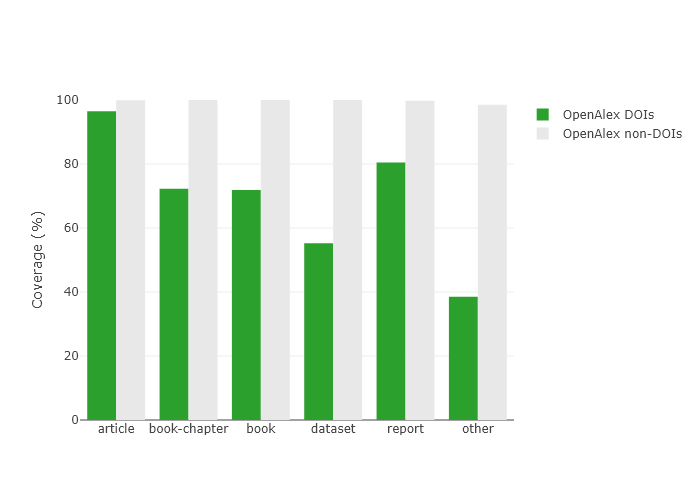 100
80
60
40
20
0
Coverage (%)
article book-chapter book dataset report other
OpenAlex DOIs
OpenAlex non-DOIs